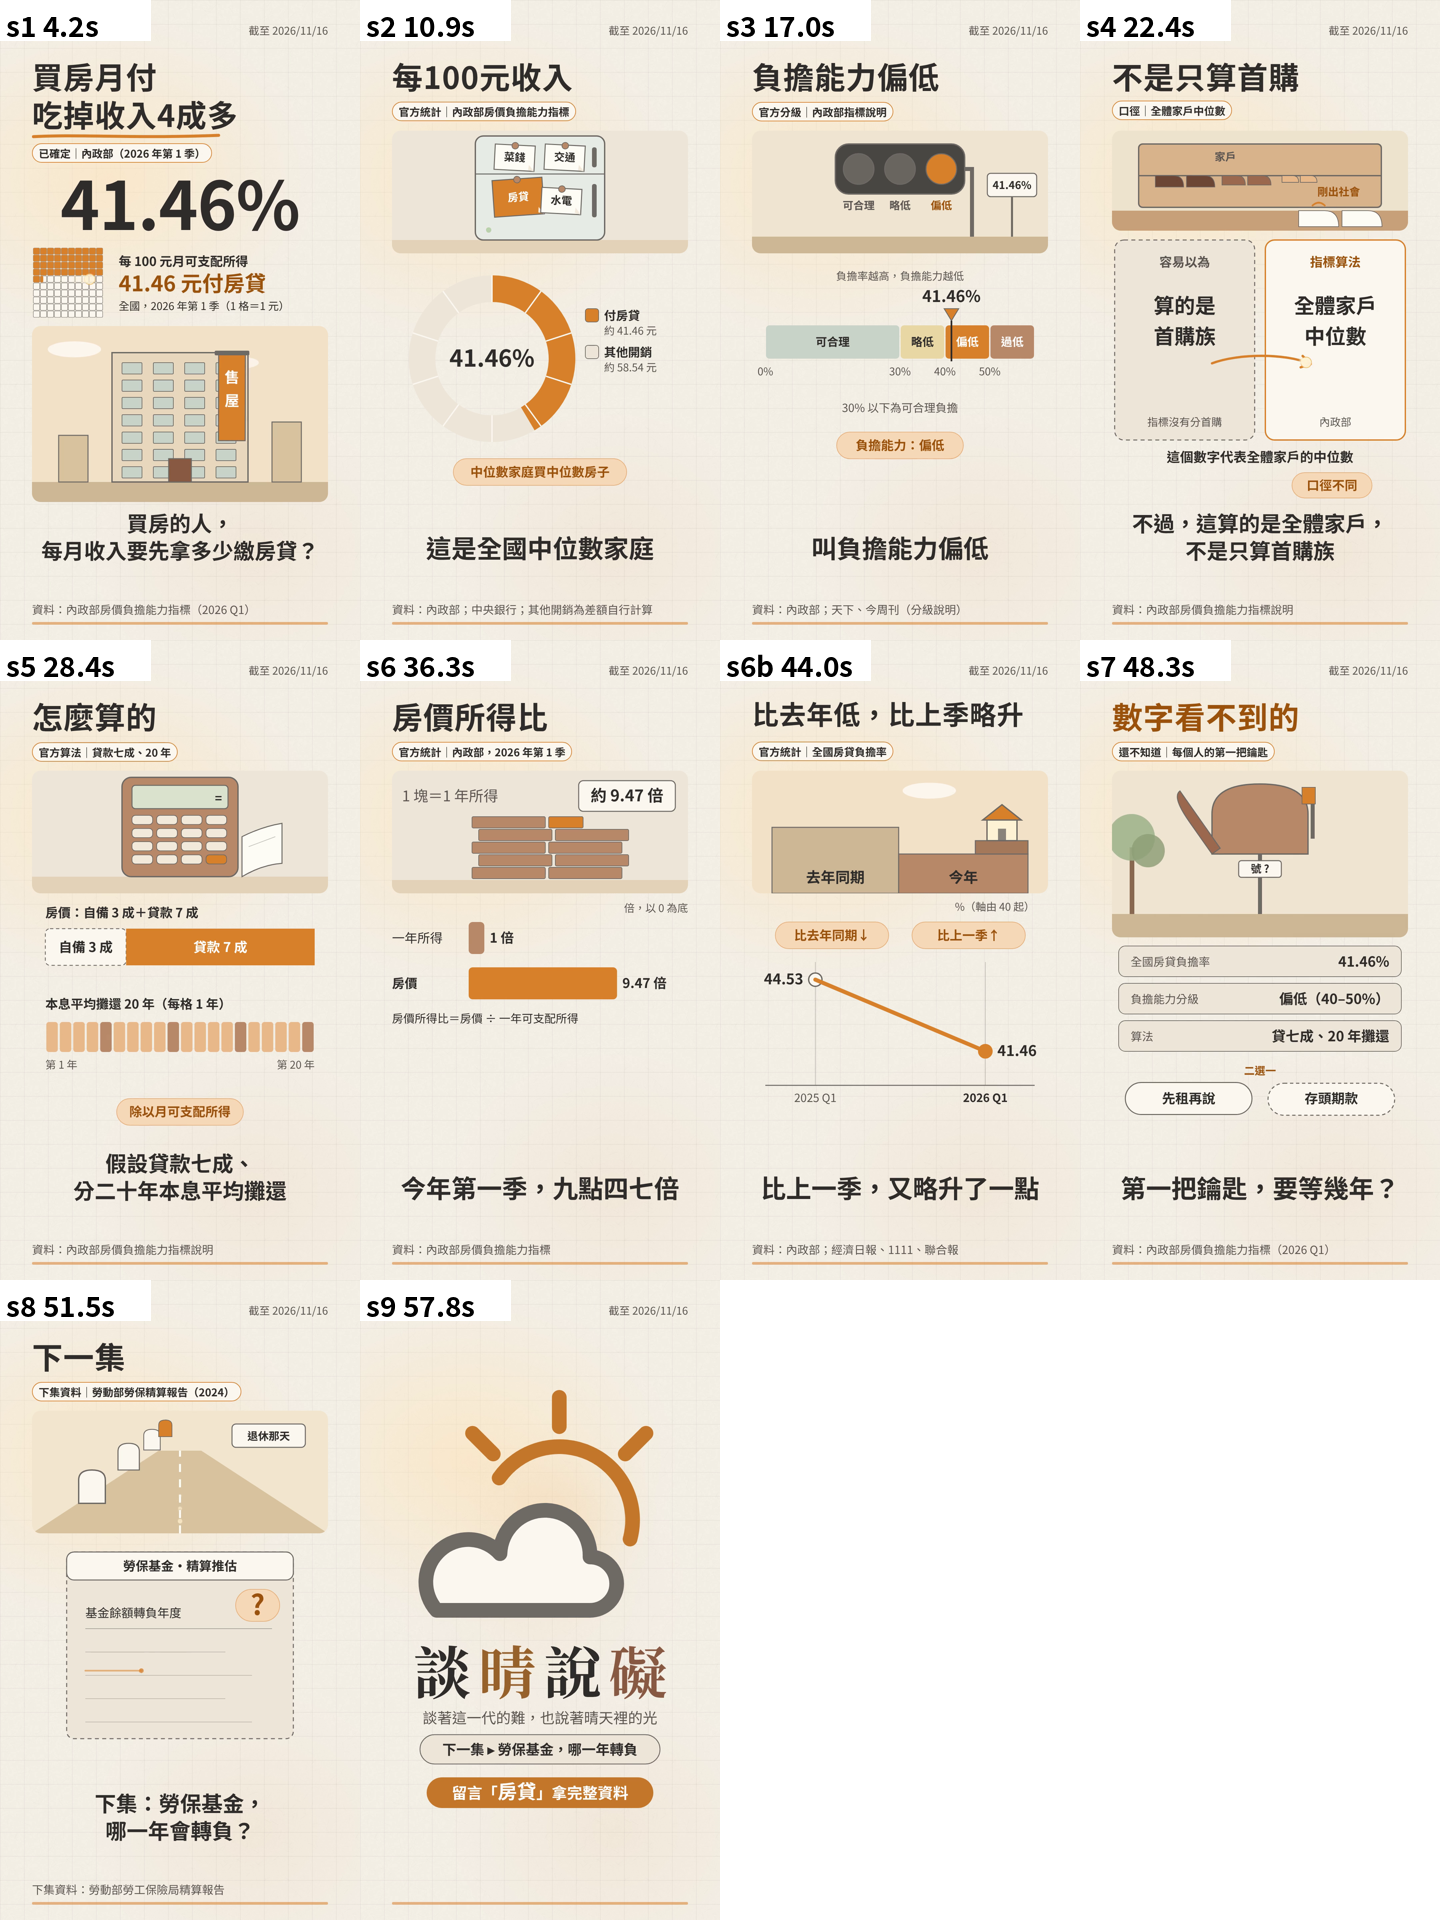 s1 4.2s
截至 2026/11/16
買房月付
吃掉收入4成多
已確定｜內政部（2026 年第 1 季）
41.46%
每 100 元月可支配所得
41.46 元付房貸
全國，2026 年第 1 季（1 格＝1 元）
售
屋
買房的人，
每月收入要先拿多少繳房貸？
資料：內政部房價負擔能力指標（2026 Q1）
s2 10.9s
截至 2026/11/16
每100元收入
官方統計｜內政部房價負擔能力指標
菜錢
交通
房貸
水電
41.46%
付房貸
約 41.46 元
其他開銷
約 58.54 元
中位數家庭買中位數房子
這是全國中位數家庭
資料：內政部；中央銀行；其他開銷為差額自行計算
s3 17.0s
截至 2026/11/16
負擔能力偏低
官方分級｜內政部指標說明
可合理
略低
偏低
41.46%
負擔率越高，負擔能力越低
41.46%
可合理
略低
偏低
過低
0%
30%
40%
50%
30% 以下為可合理負擔
負擔能力：偏低
叫負擔能力偏低
資料：內政部；天下、今周刊（分級說明）
s4 22.4s
截至 2026/11/16
不是只算首購
口徑｜全體家戶中位數
家戶
剛出社會
容易以為
算的是
首購族
指標沒有分首購
指標算法
全體家戶
中位數
內政部
這個數字代表全體家戶的中位數
口徑不同
不過，這算的是全體家戶，
不是只算首購族
資料：內政部房價負擔能力指標說明
s5 28.4s
截至 2026/11/16
怎麼算的
官方算法｜貸款七成、20 年
=
房價：自備 3 成＋貸款 7 成
自備 3 成
貸款 7 成
本息平均攤還 20 年（每格 1 年）
第 1 年
第 20 年
除以月可支配所得
假設貸款七成、
分二十年本息平均攤還
資料：內政部房價負擔能力指標說明
s6 36.3s
截至 2026/11/16
房價所得比
官方統計｜內政部，2026 年第 1 季
1 塊＝1 年所得
約 9.47 倍
倍，以 0 為底
一年所得
1 倍
房價
9.47 倍
房價所得比＝房價 ÷ 一年可支配所得
今年第一季，九點四七倍
資料：內政部房價負擔能力指標
s6b 44.0s
截至 2026/11/16
比去年低，比上季略升
官方統計｜全國房貸負擔率
去年同期
今年
%（軸由 40 起）
比去年同期↓
比上一季↑
44.53
41.46
2025 Q1
2026 Q1
比上一季，又略升了一點
資料：內政部；經濟日報、1111、聯合報
s7 48.3s
截至 2026/11/16
數字看不到的
還不知道｜每個人的第一把鑰匙
號？
全國房貸負擔率
41.46%
負擔能力分級
偏低（40–50%）
算法
貸七成、20 年攤還
二選一
先租再說
存頭期款
第一把鑰匙，要等幾年？
資料：內政部房價負擔能力指標（2026 Q1）
s8 51.5s
截至 2026/11/16
下一集
下集資料｜勞動部勞保精算報告（2024）
退休那天
勞保基金・精算推估
基金餘額轉負年度
?
下集：勞保基金，
哪一年會轉負？
下集資料：勞動部勞工保險局精算報告
s9 57.8s
截至 2026/11/16
談晴說礙
談著這一代的難，也說著晴天裡的光
下一集 ▸ 勞保基金，哪一年轉負
留言「房貸」拿完整資料